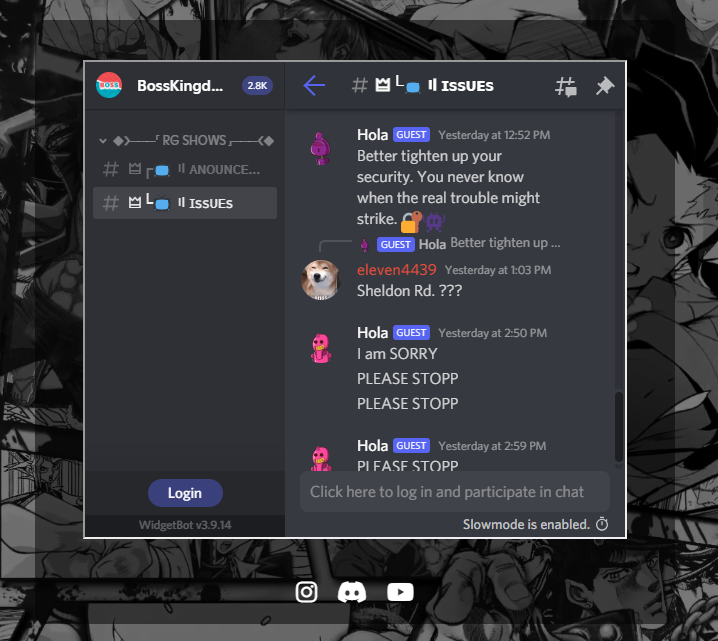 BOSS
BossKingd...
2.8K
# └ IssUEs
RG SHOWS
# ┌ ANOUNCE...
# └ IssUEs
Hola GUEST Yesterday at 12:52 PM
Better tighten up your
security. You never know
when the real trouble might
strike.
GUEST Hola Better tighten up ...
eleven4439 Yesterday at 1:03 PM
Sheldon Rd. ???
Hola GUEST Yesterday at 2:50 PM
I am SORRY
PLEASE STOPP
PLEASE STOPP
Hola GUEST Yesterday at 2:59 PM
PLEASE STOPP
Login
Click here to log in and participate in chat
WidgetBot v3.9.14
Slowmode is enabled.